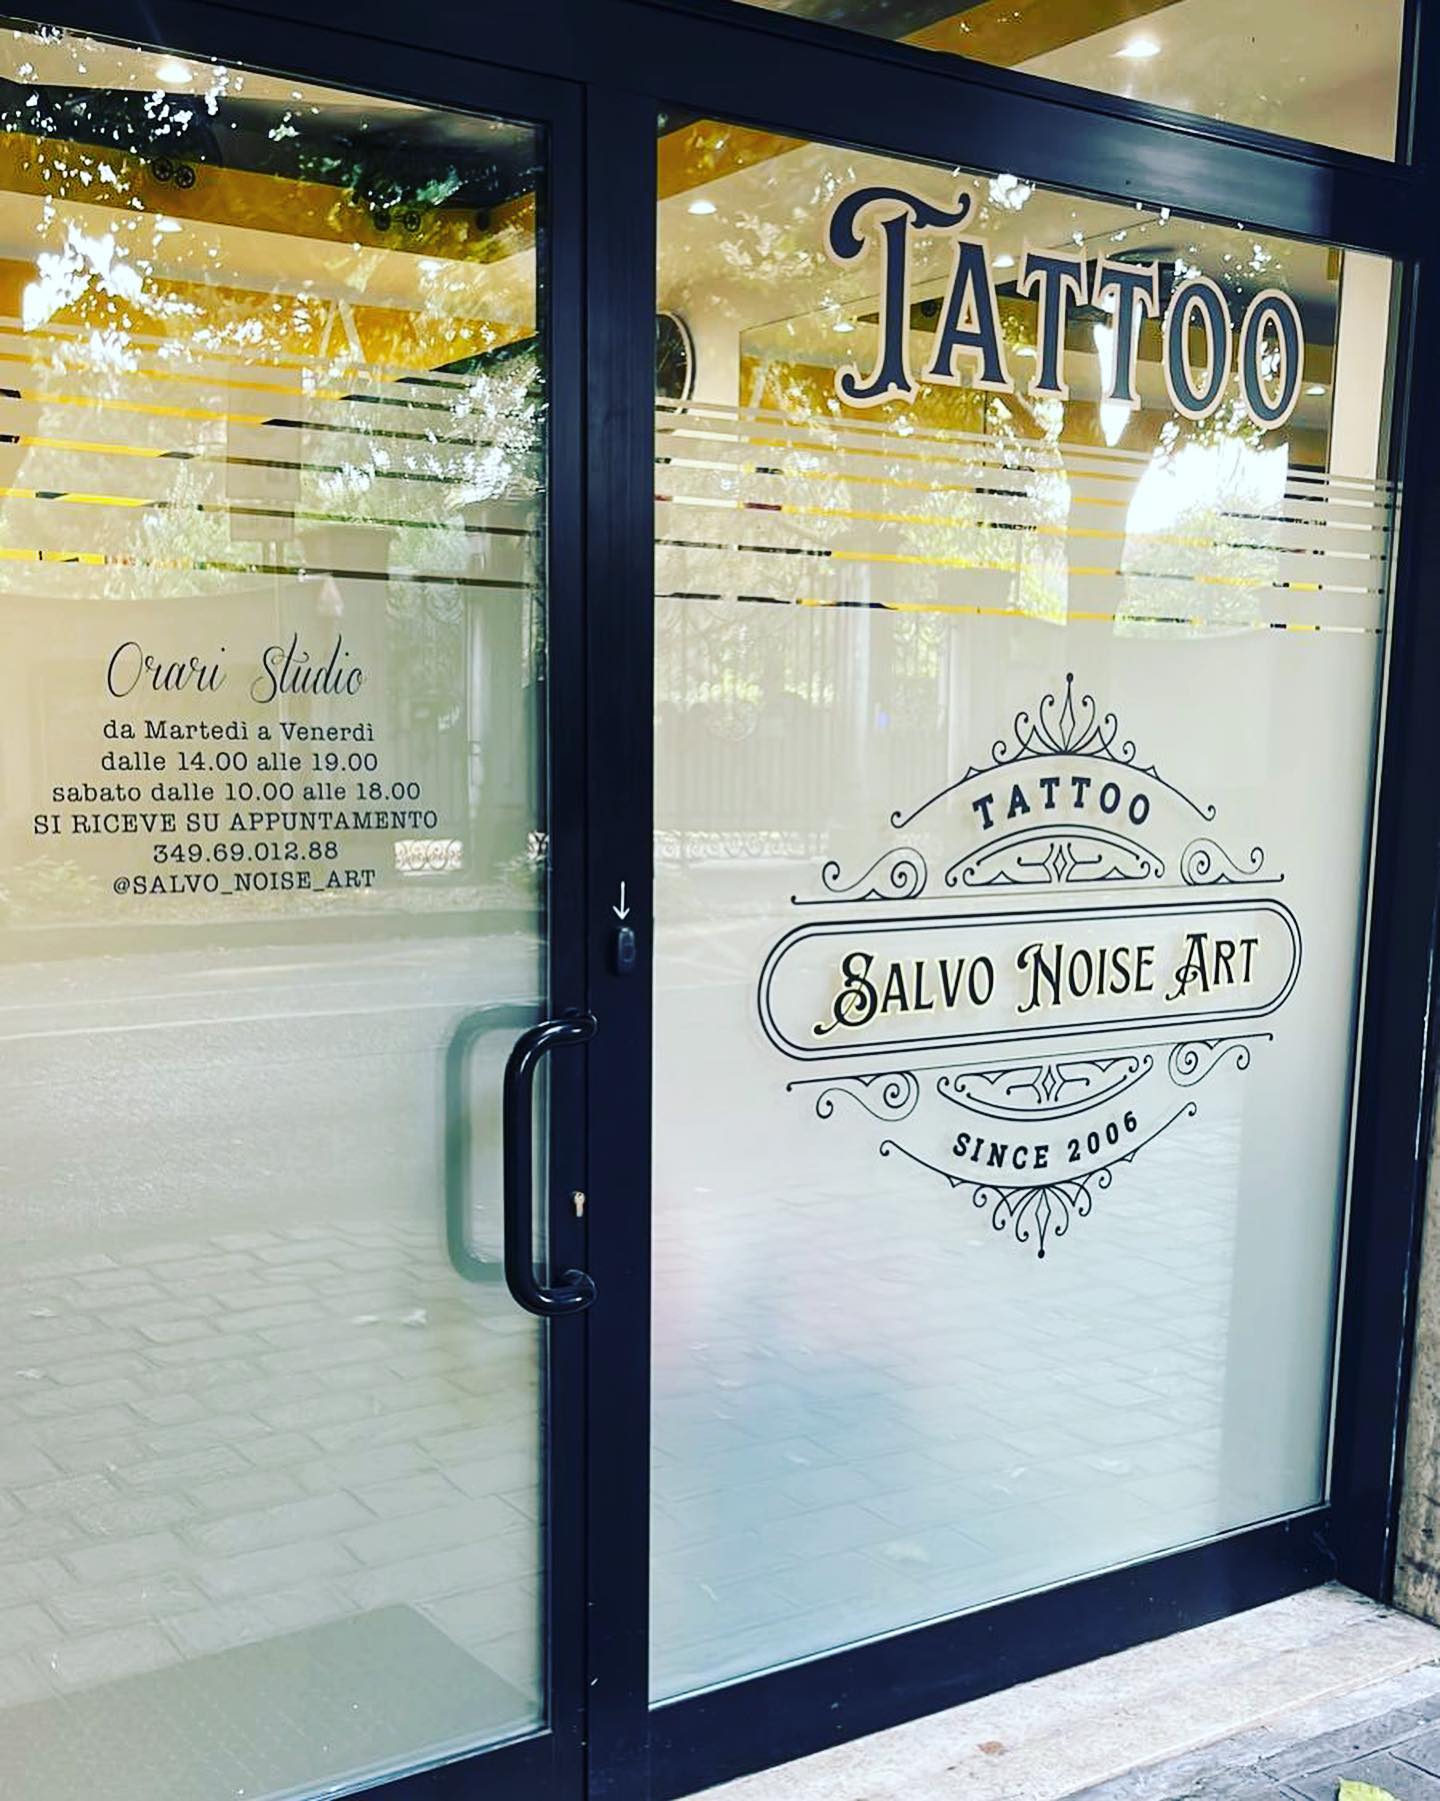 Tattoo
Orari Studio
da Martedì a Venerdì
dalle 14.00 alle 19.00
sabato dalle 10.00 alle 18.00
SI RICEVE SU APPUNTAMENTO
349.69.012.88
@SALVO_NOISE_ART
TATTOO
SALVO NOISE ART
SINCE 2006